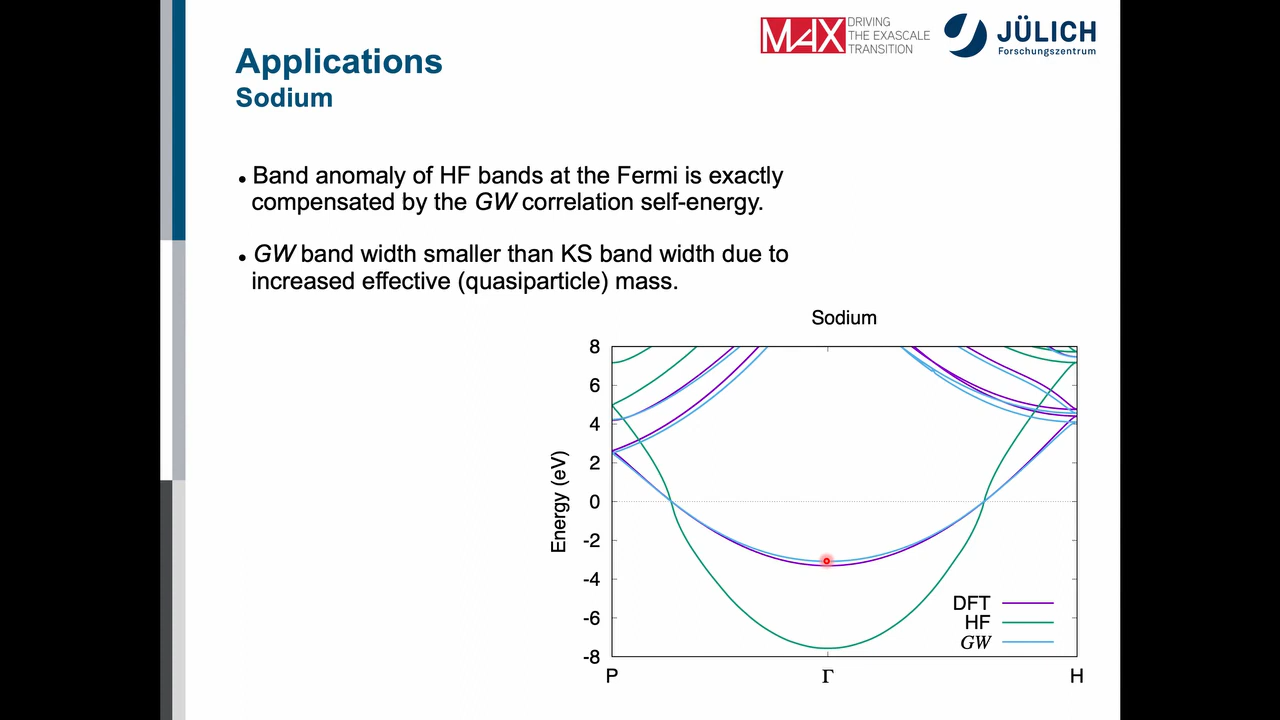 MAX
DRIVING
THE EXASCALE
TRANSITION
JÜLICH
Forschungszentrum
Applications
Sodium
• Band anomaly of HF bands at the Fermi is exactly
compensated by the GW correlation self-energy.
• GW band width smaller than KS band width due to
increased effective (quasiparticle) mass.
Sodium
8
6
4
2
0
-2
-4
-6
-8
Energy (eV)
DFT
HF
GW
P
Γ
H